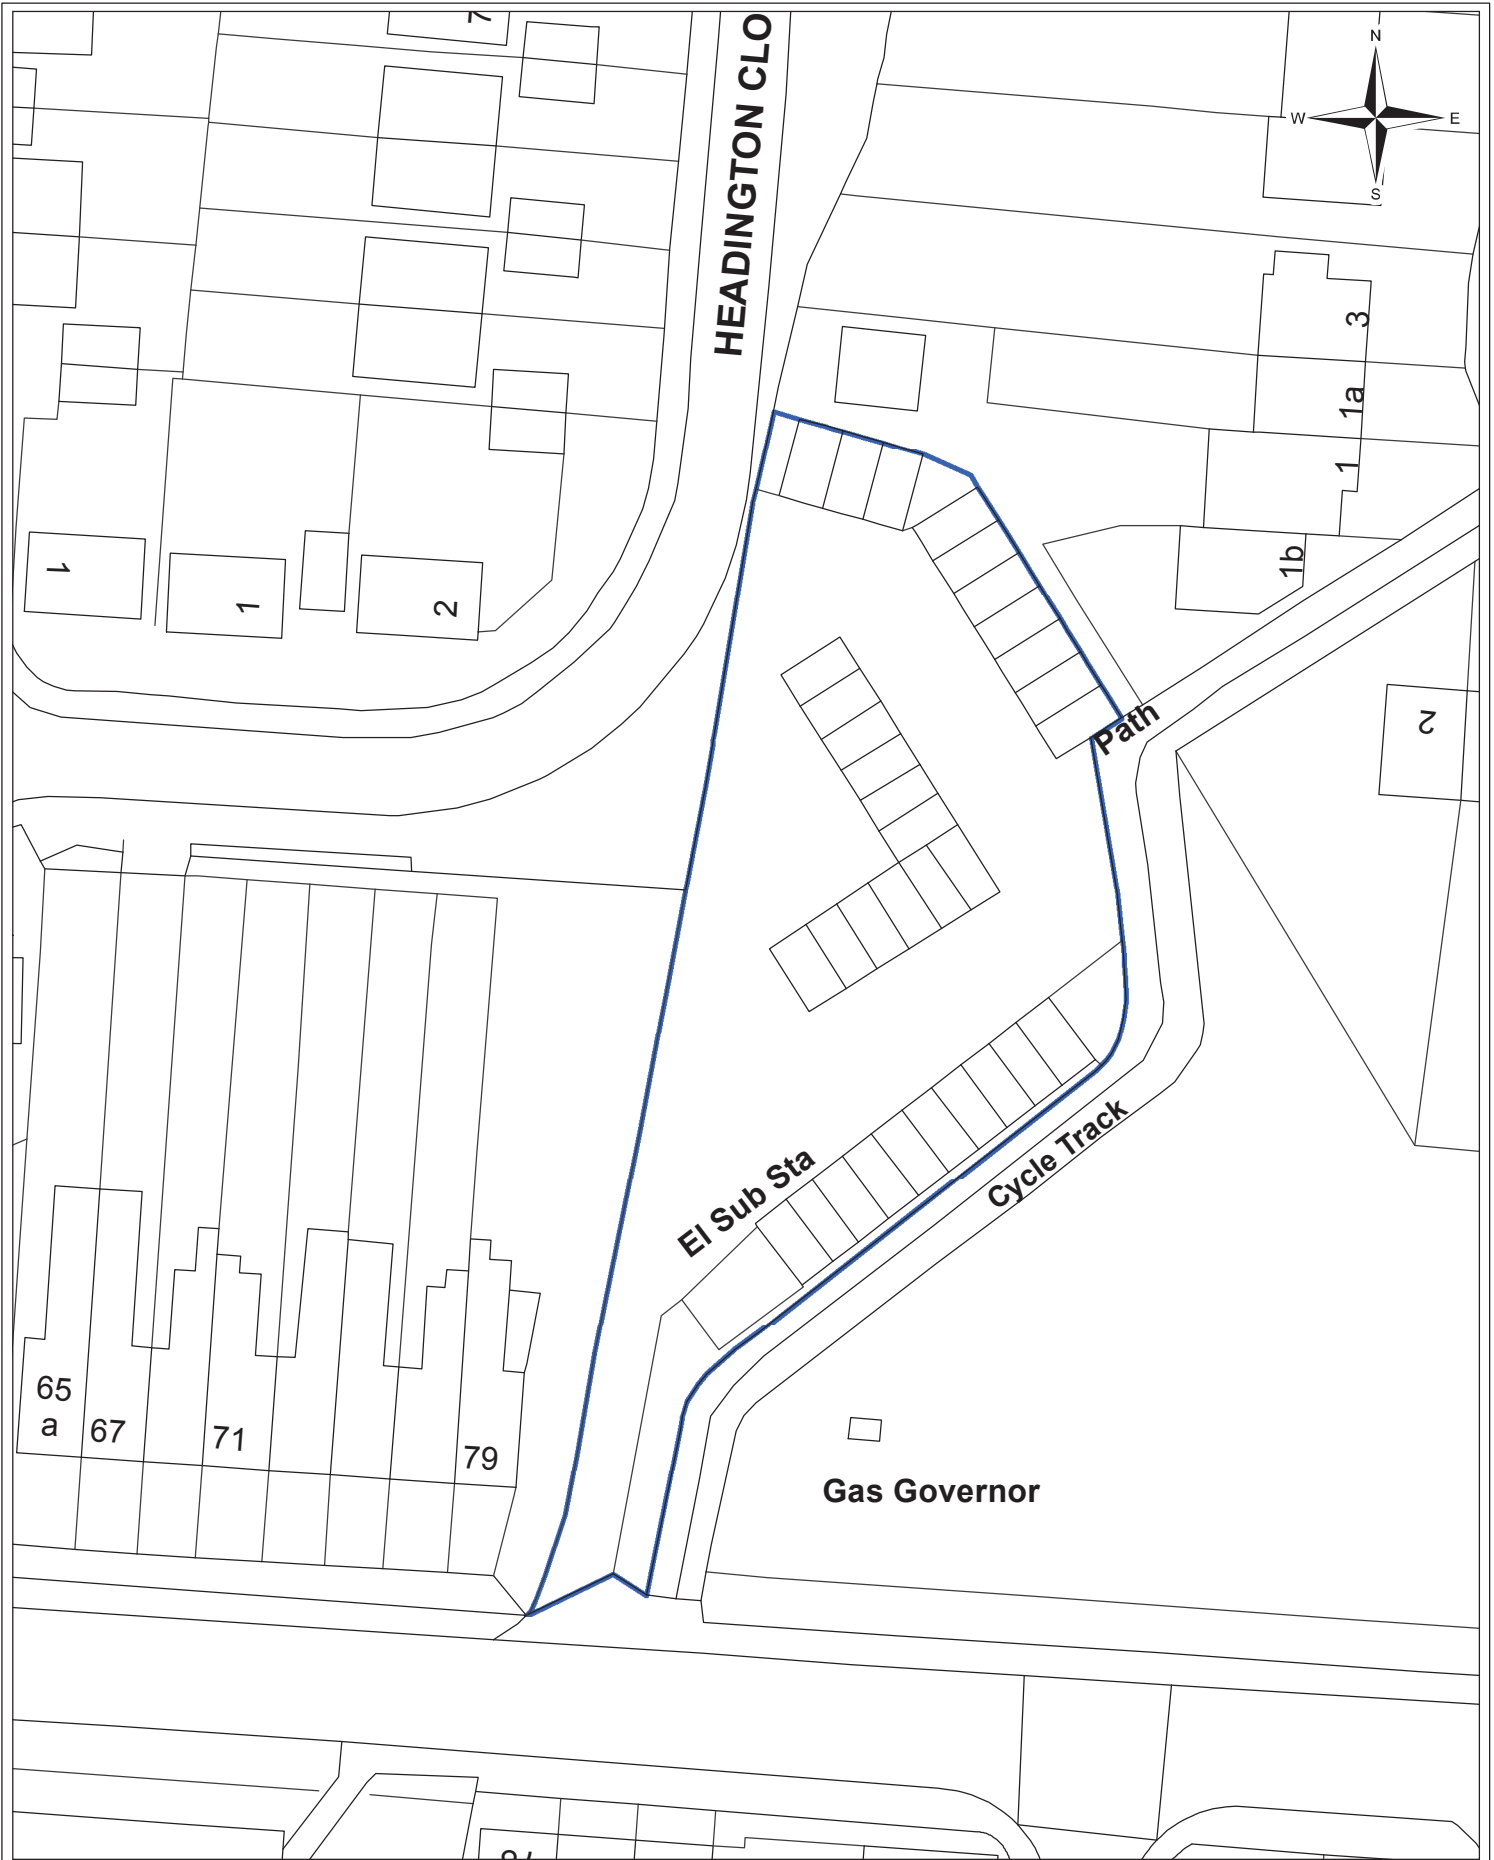 HEADINGTON CLO
N
W
E
S
3
1a
1
1b
1
1
2
Path
2
El Sub Sta
Cycle Track
65
a
67
71
79
Gas Governor